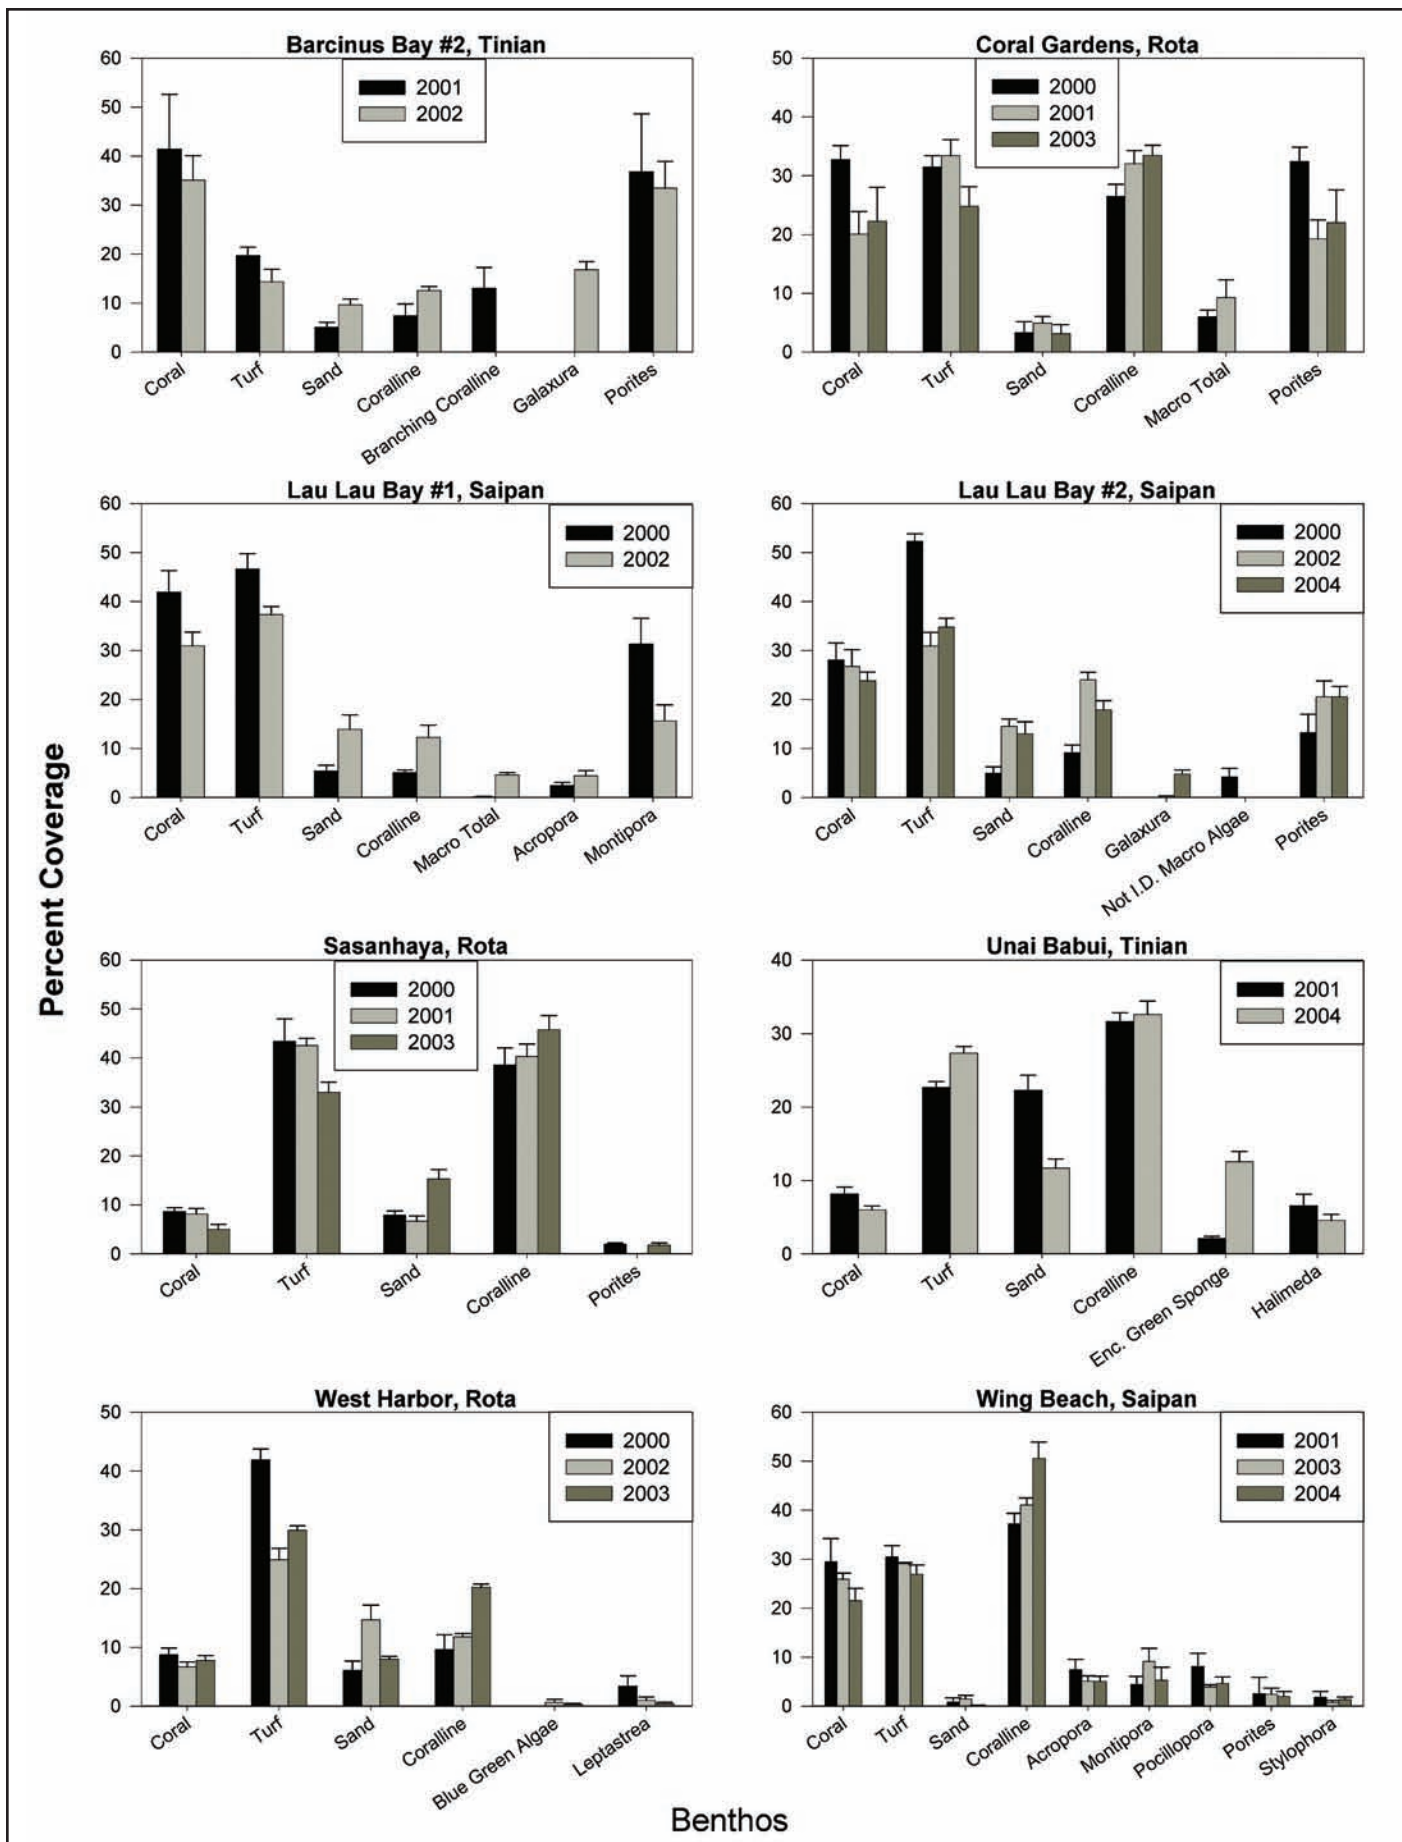 Percent Coverage
Barcinus Bay #2, Tinian
60
50
40
30
20
10
0
2001
2002
Coral
Turf
Sand
Coralline
Branching Coralline
Galaxura
Porites
Coral Gardens, Rota
50
40
30
20
10
0
2000
2001
2003
Coral
Turf
Sand
Coralline
Macro Total
Porites
Lau Lau Bay #1, Saipan
60
50
40
30
20
10
0
2000
2002
Coral
Turf
Sand
Coralline
Macro Total
Acropora
Montipora
Lau Lau Bay #2, Saipan
60
50
40
30
20
10
0
2000
2002
2004
Coral
Turf
Sand
Coralline
Galaxura
Not I.D. Macro Algae
Porites
Sasanhaya, Rota
60
50
40
30
20
10
0
2000
2001
2003
Coral
Turf
Sand
Coralline
Porites
Unai Babui, Tinian
40
30
20
10
0
2001
2004
Coral
Turf
Sand
Coralline
Enc. Green Sponge
Halimeda
West Harbor, Rota
50
40
30
20
10
0
2000
2002
2003
Coral
Turf
Sand
Coralline
Blue Green Algae
Leptastrea
Wing Beach, Saipan
60
50
40
30
20
10
0
2001
2003
2004
Coral
Turf
Sand
Coralline
Acropora
Montipora
Pocillopora
Porites
Stylophora
Benthos